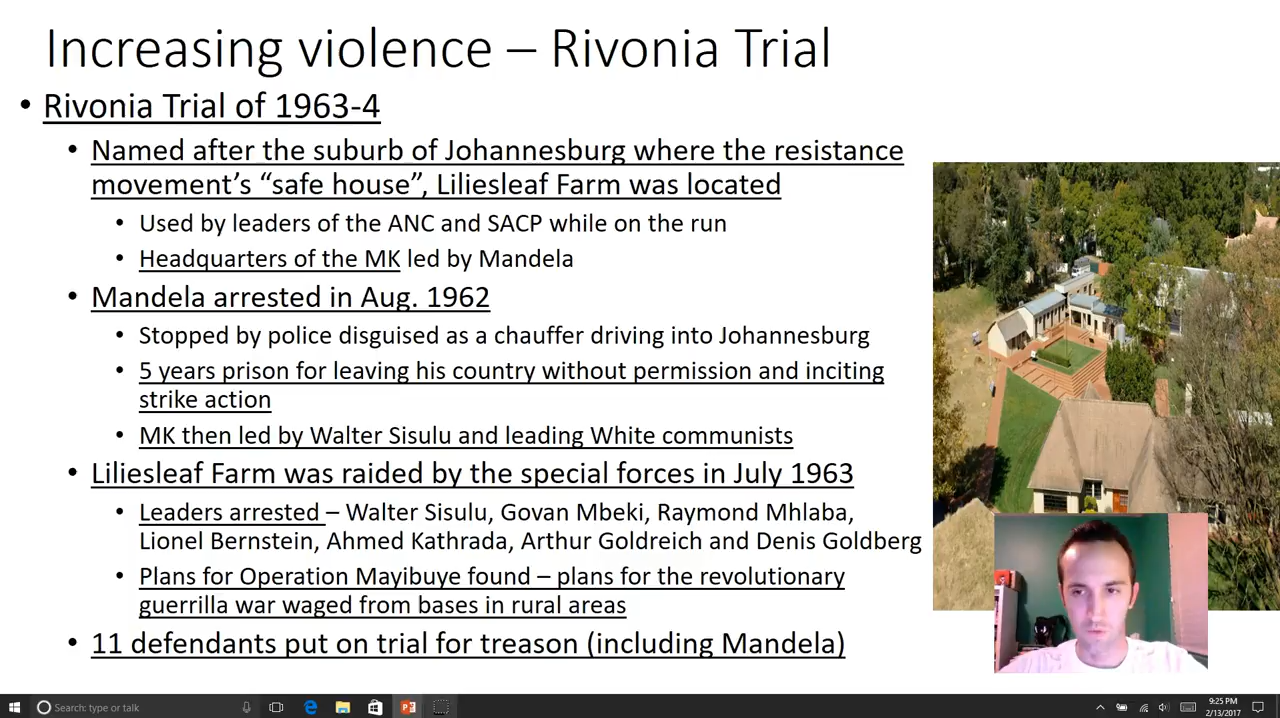 Increasing violence – Rivonia Trial
• Rivonia Trial of 1963-4
• Named after the suburb of Johannesburg where the resistance
movement’s “safe house”, Liliesleaf Farm was located
• Used by leaders of the ANC and SACP while on the run
• Headquarters of the MK led by Mandela
• Mandela arrested in Aug. 1962
• Stopped by police disguised as a chauffer driving into Johannesburg
• 5 years prison for leaving his country without permission and inciting
strike action
• MK then led by Walter Sisulu and leading White communists
• Liliesleaf Farm was raided by the special forces in July 1963
• Leaders arrested – Walter Sisulu, Govan Mbeki, Raymond Mhlaba,
Lionel Bernstein, Ahmed Kathrada, Arthur Goldreich and Denis Goldberg
• Plans for Operation Mayibuye found – plans for the revolutionary
guerrilla war waged from bases in rural areas
• 11 defendants put on trial for treason (including Mandela)
Search: type or talk
9:25 PM
2/13/2017